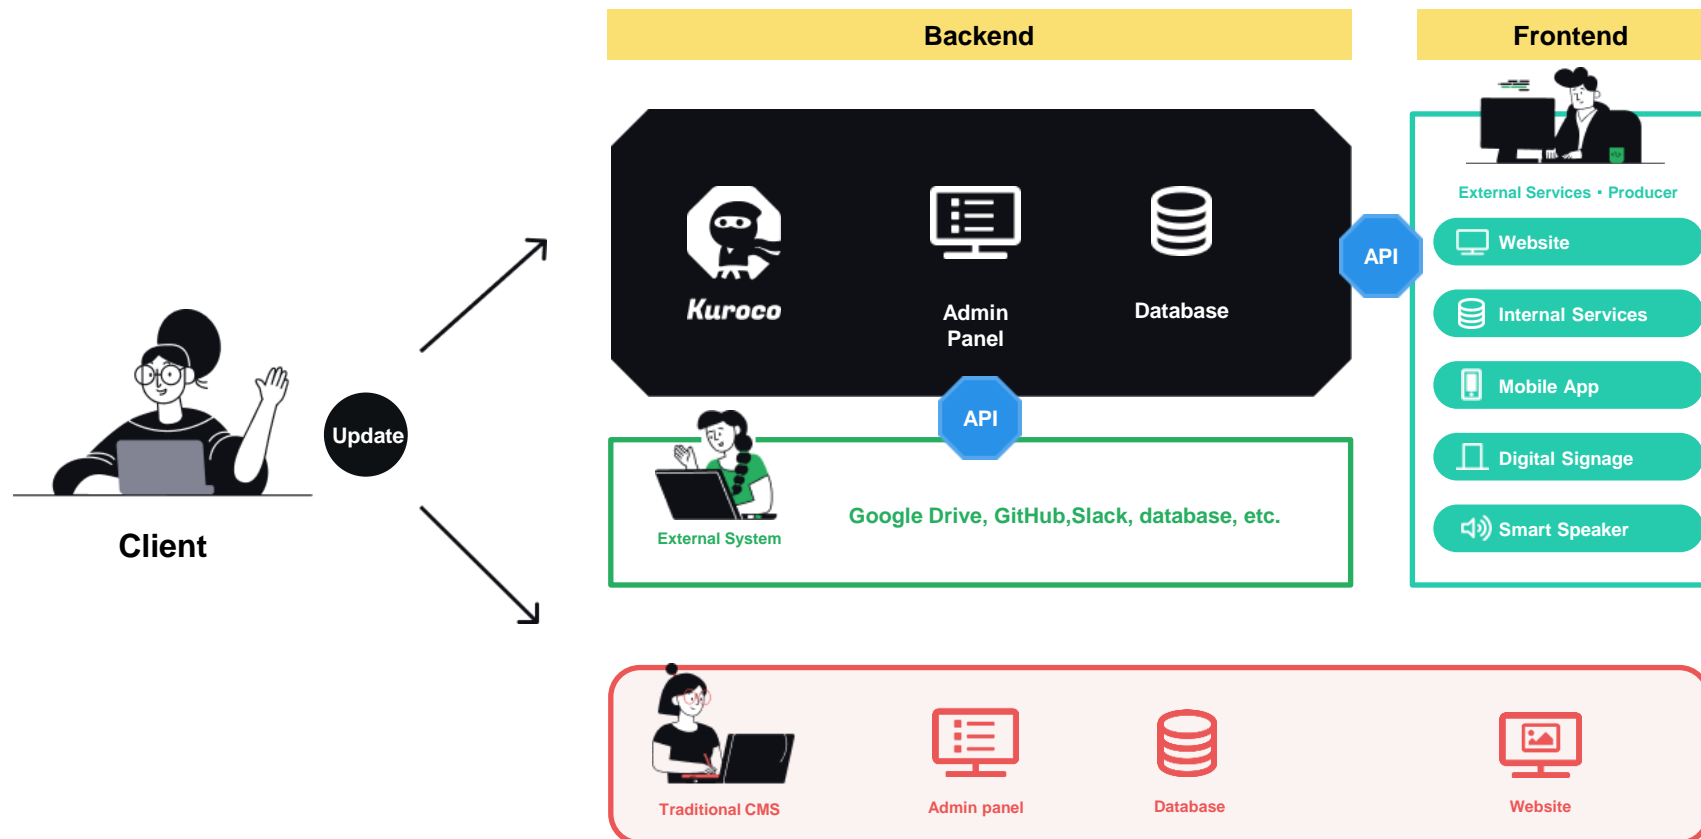 Backend
Frontend
External Services・Producer
Website
Internal Services
Mobile App
Digital Signage
Smart Speaker
API
Kuroco
Admin
Panel
Database
API
Update
Client
External System
Google Drive, GitHub,Slack, database, etc.
Traditional CMS
Admin panel
Database
Website